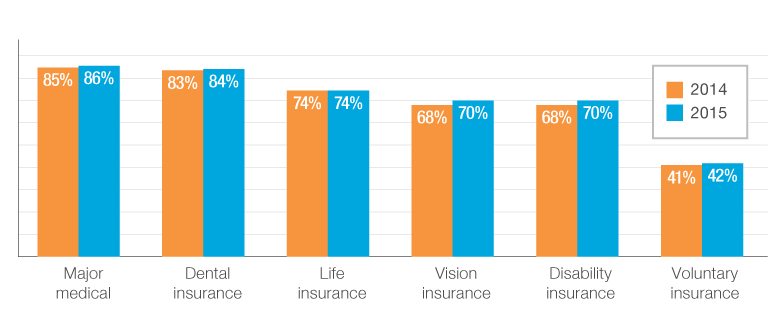 2014
2015
85% 86% 83% 84% 74% 74% 68% 70% 68% 70% 41% 42%
Major Dental Life Vision Disability Voluntary
medical insurance insurance insurance insurance insurance